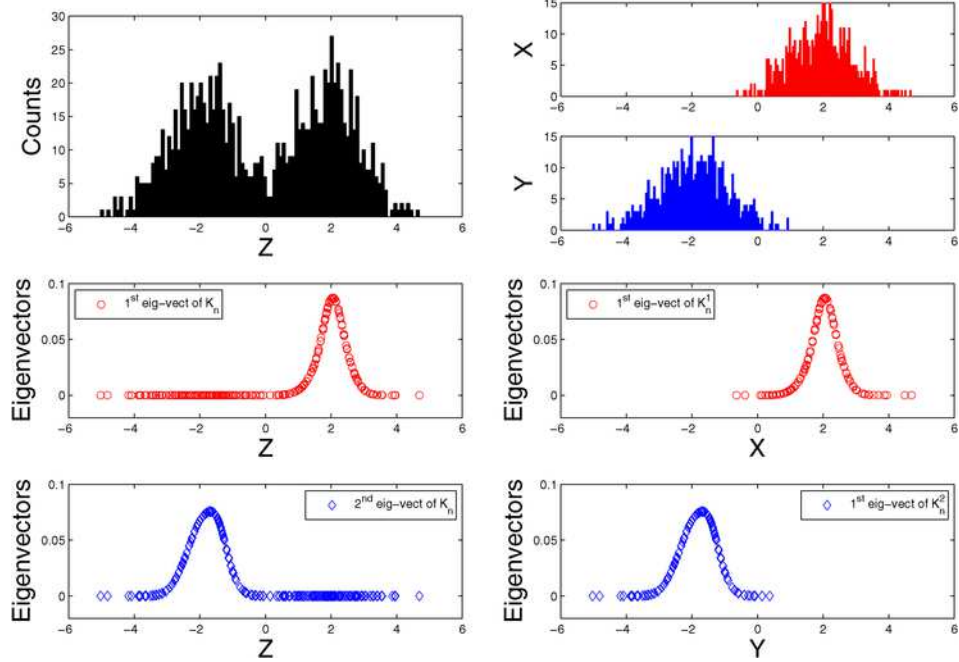 30
25
20
15
10
5
0
Counts
-6 -4 -2 0 2 4 6
Z
15
10
5
0
X
-6 -4 -2 0 2 4 6
15
10
5
0
Y
-6 -4 -2 0 2 4 6
0.1
0.05
0
Eigenvectors
1st eig-vect of Kn
-6 -4 -2 0 2 4 6
Z
0.1
0.05
0
Eigenvectors
1st eig-vect of Kn1
-6 -4 -2 0 2 4 6
X
0.1
0.05
0
Eigenvectors
2nd eig-vect of Kn
-6 -4 -2 0 2 4 6
Z
0.1
0.05
0
Eigenvectors
1st eig-vect of Kn2
-6 -4 -2 0 2 4 6
Y